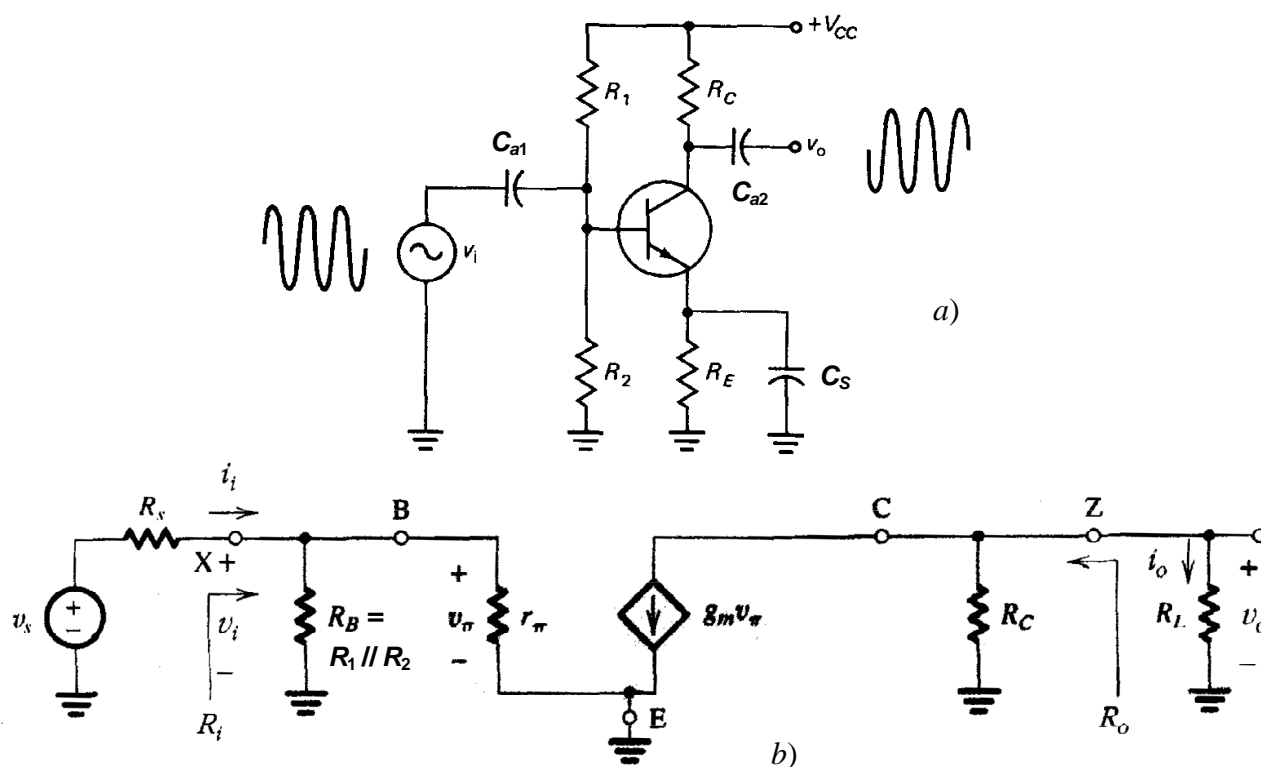 +V_CC
R_1
R_C
C_a1
v_o
C_a2
v_i
a)
R_2
R_E
C_S
i_i
R_s
B
C
Z
X +
+
i_o
+
v_s
+
−
v_i
R_B =
R_1 // R_2
v_π
r_π
g_m v_π
R_C
R_L
v_o
−
−
−
E
R_i
R_o
b)